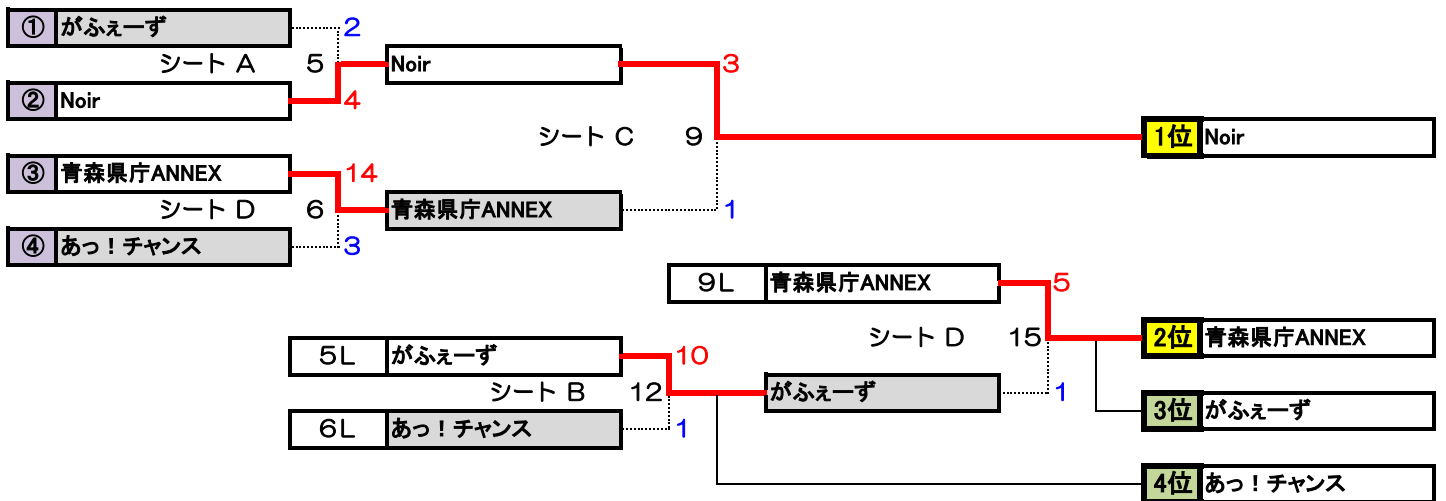 ① がふぇーず 2
シート A 5 Noir 3
② Noir 4
シート C 9 1位 Noir
③ 青森県庁ANNEX 14
シート D 6 青森県庁ANNEX 1
④ あっ！チャンス 3
9L 青森県庁ANNEX 5
シート D 15 2位 青森県庁ANNEX
5L がふぇーず 10
シート B 12 がふぇーず 1
3位 がふぇーず
6L あっ！チャンス 1
4位 あっ！チャンス